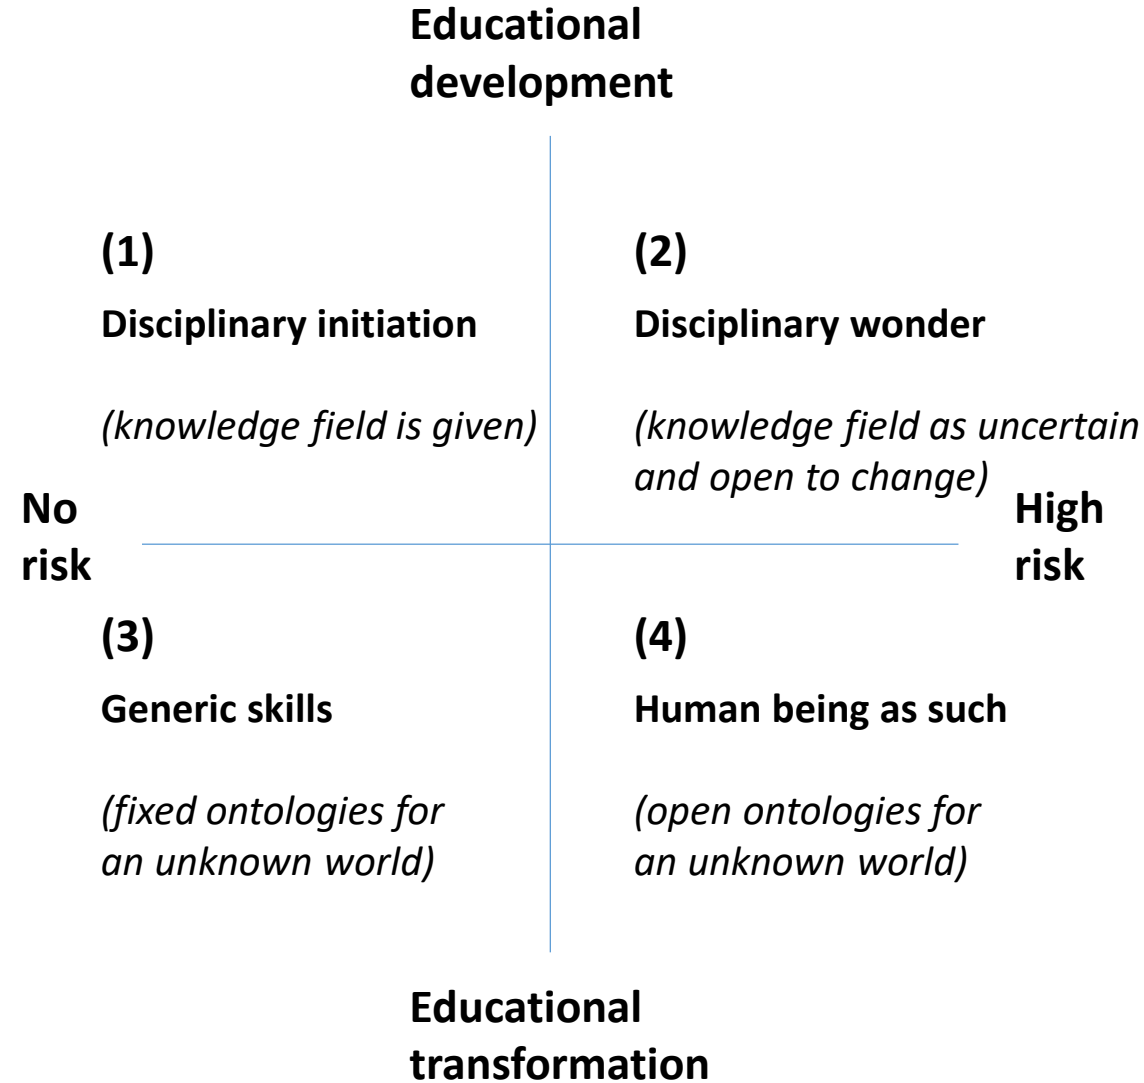 Educational
development
(1)
Disciplinary initiation
(knowledge field is given)
(2)
Disciplinary wonder
(knowledge field as uncertain
and open to change)
No
risk
High
risk
(3)
Generic skills
(fixed ontologies for
an unknown world)
(4)
Human being as such
(open ontologies for
an unknown world)
Educational
transformation